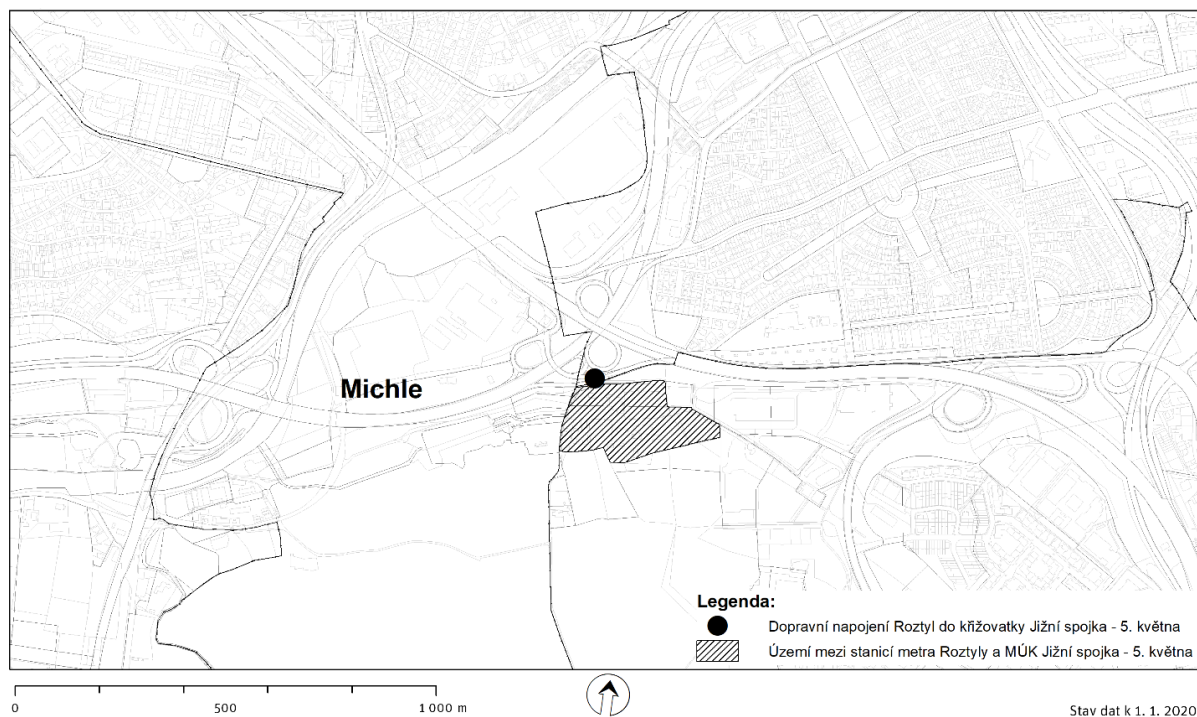 Michle
Legenda:
Dopravní napojení Roztyl do křižovatky Jižní spojka - 5. května
Území mezi stanicí metra Roztyly a MÚK Jižní spojka - 5. května
0 500 1 000 m
Stav dat k 1. 1. 2020